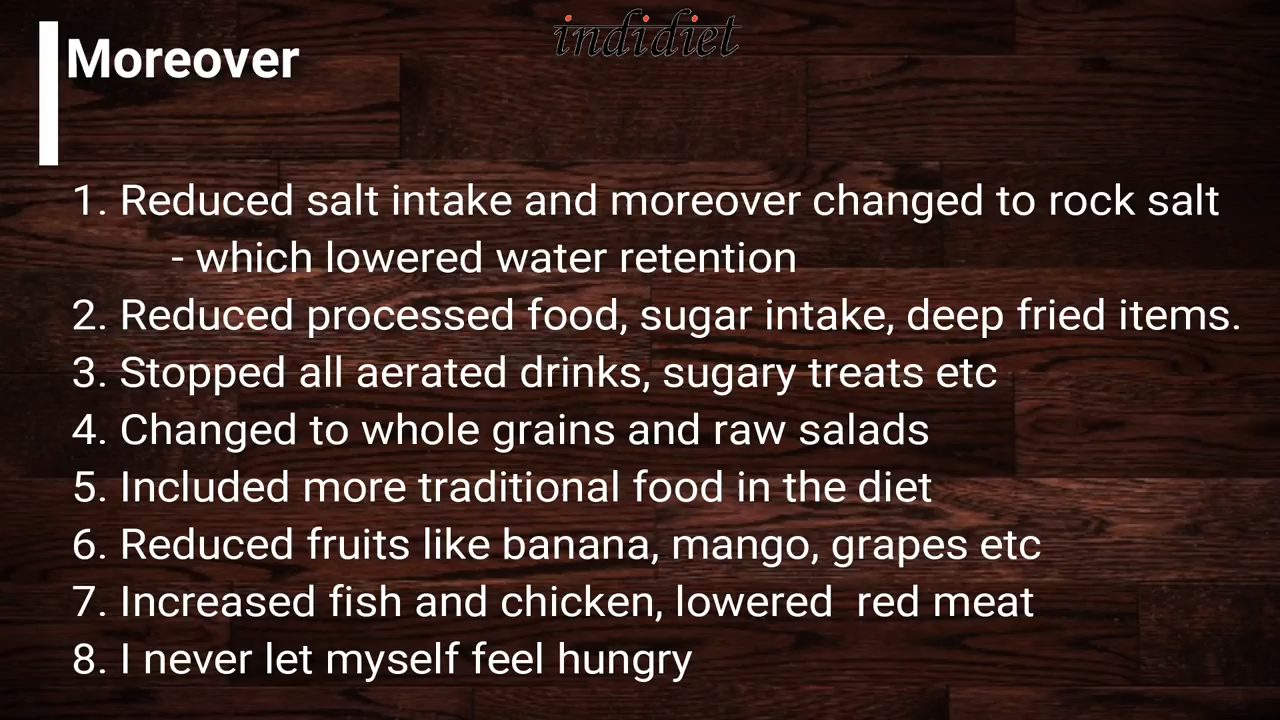 indidiet
Moreover
1. Reduced salt intake and moreover changed to rock salt
- which lowered water retention
2. Reduced processed food, sugar intake, deep fried items.
3. Stopped all aerated drinks, sugary treats etc
4. Changed to whole grains and raw salads
5. Included more traditional food in the diet
6. Reduced fruits like banana, mango, grapes etc
7. Increased fish and chicken, lowered  red meat
8. I never let myself feel hungry